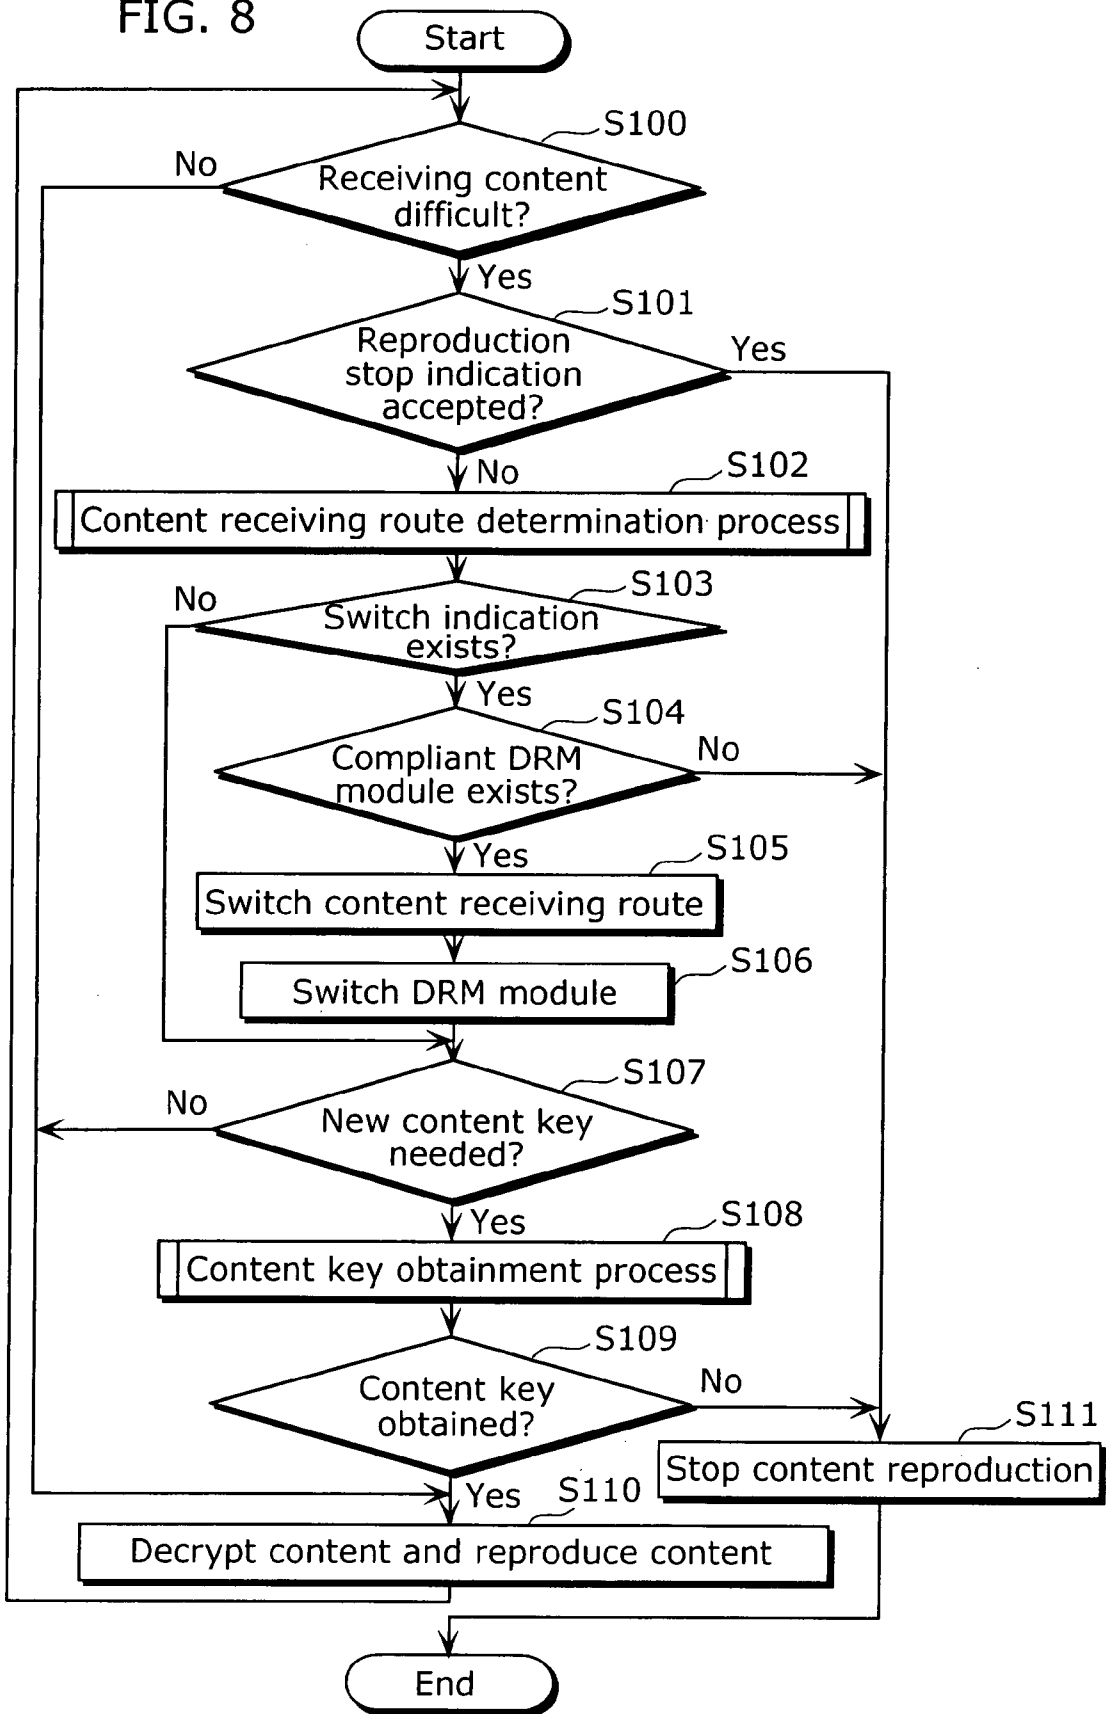 FIG. 8
Start
S100
No
Receiving content
difficult?
Yes
S101
Reproduction
stop indication
accepted?
Yes
No
S102
Content receiving route determination process
S103
No
Switch indication
exists?
Yes
S104
Compliant DRM
module exists?
No
Yes
S105
Switch content receiving route
S106
Switch DRM module
S107
No
New content key
needed?
Yes
S108
Content key obtainment process
S109
Content key
obtained?
No
S111
Stop content reproduction
Yes
S110
Decrypt content and reproduce content
End